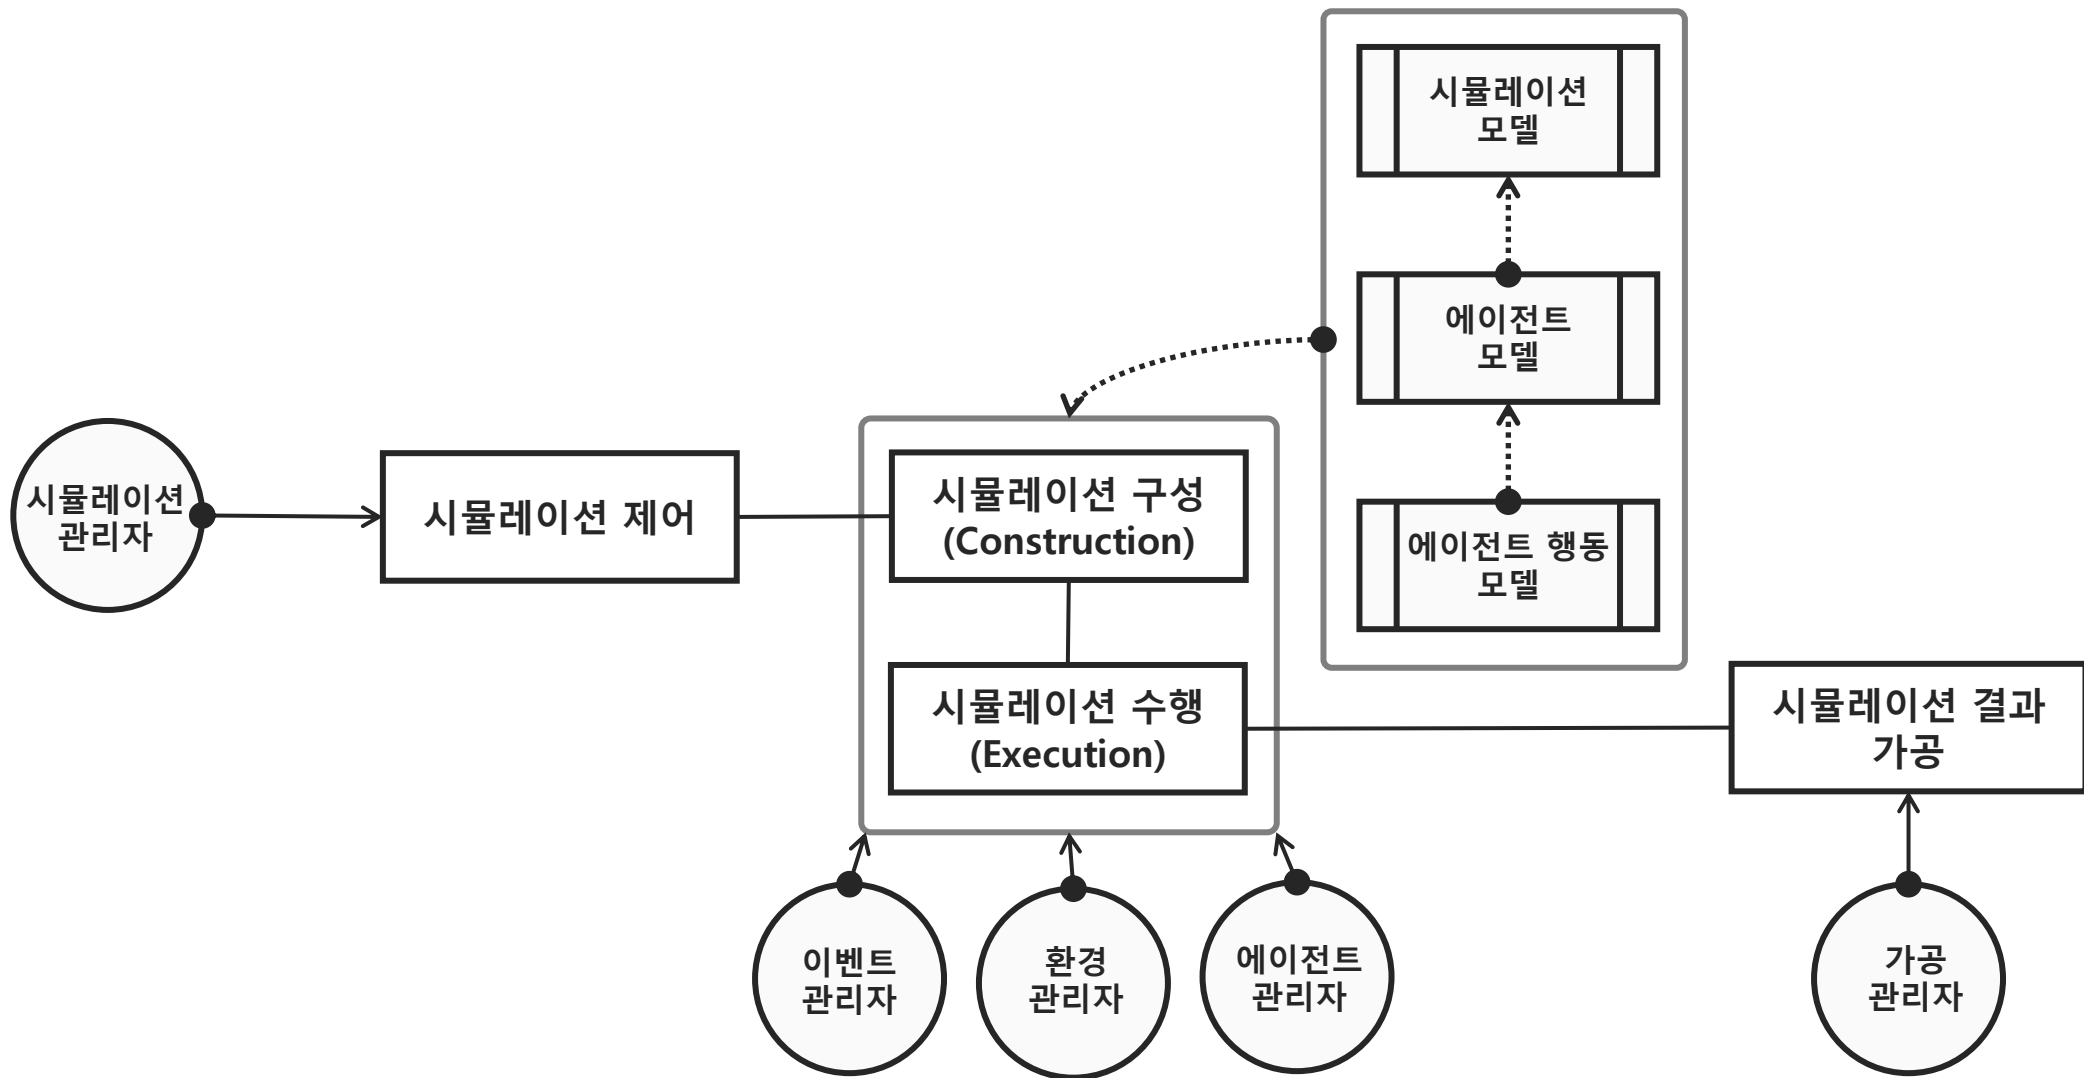 시뮬레이션
모델
에이전트
모델
에이전트 행동
모델
시뮬레이션
관리자
시뮬레이션 제어
시뮬레이션 구성
(Construction)
시뮬레이션 수행
(Execution)
시뮬레이션 결과
가공
이벤트
관리자
환경
관리자
에이전트
관리자
가공
관리자